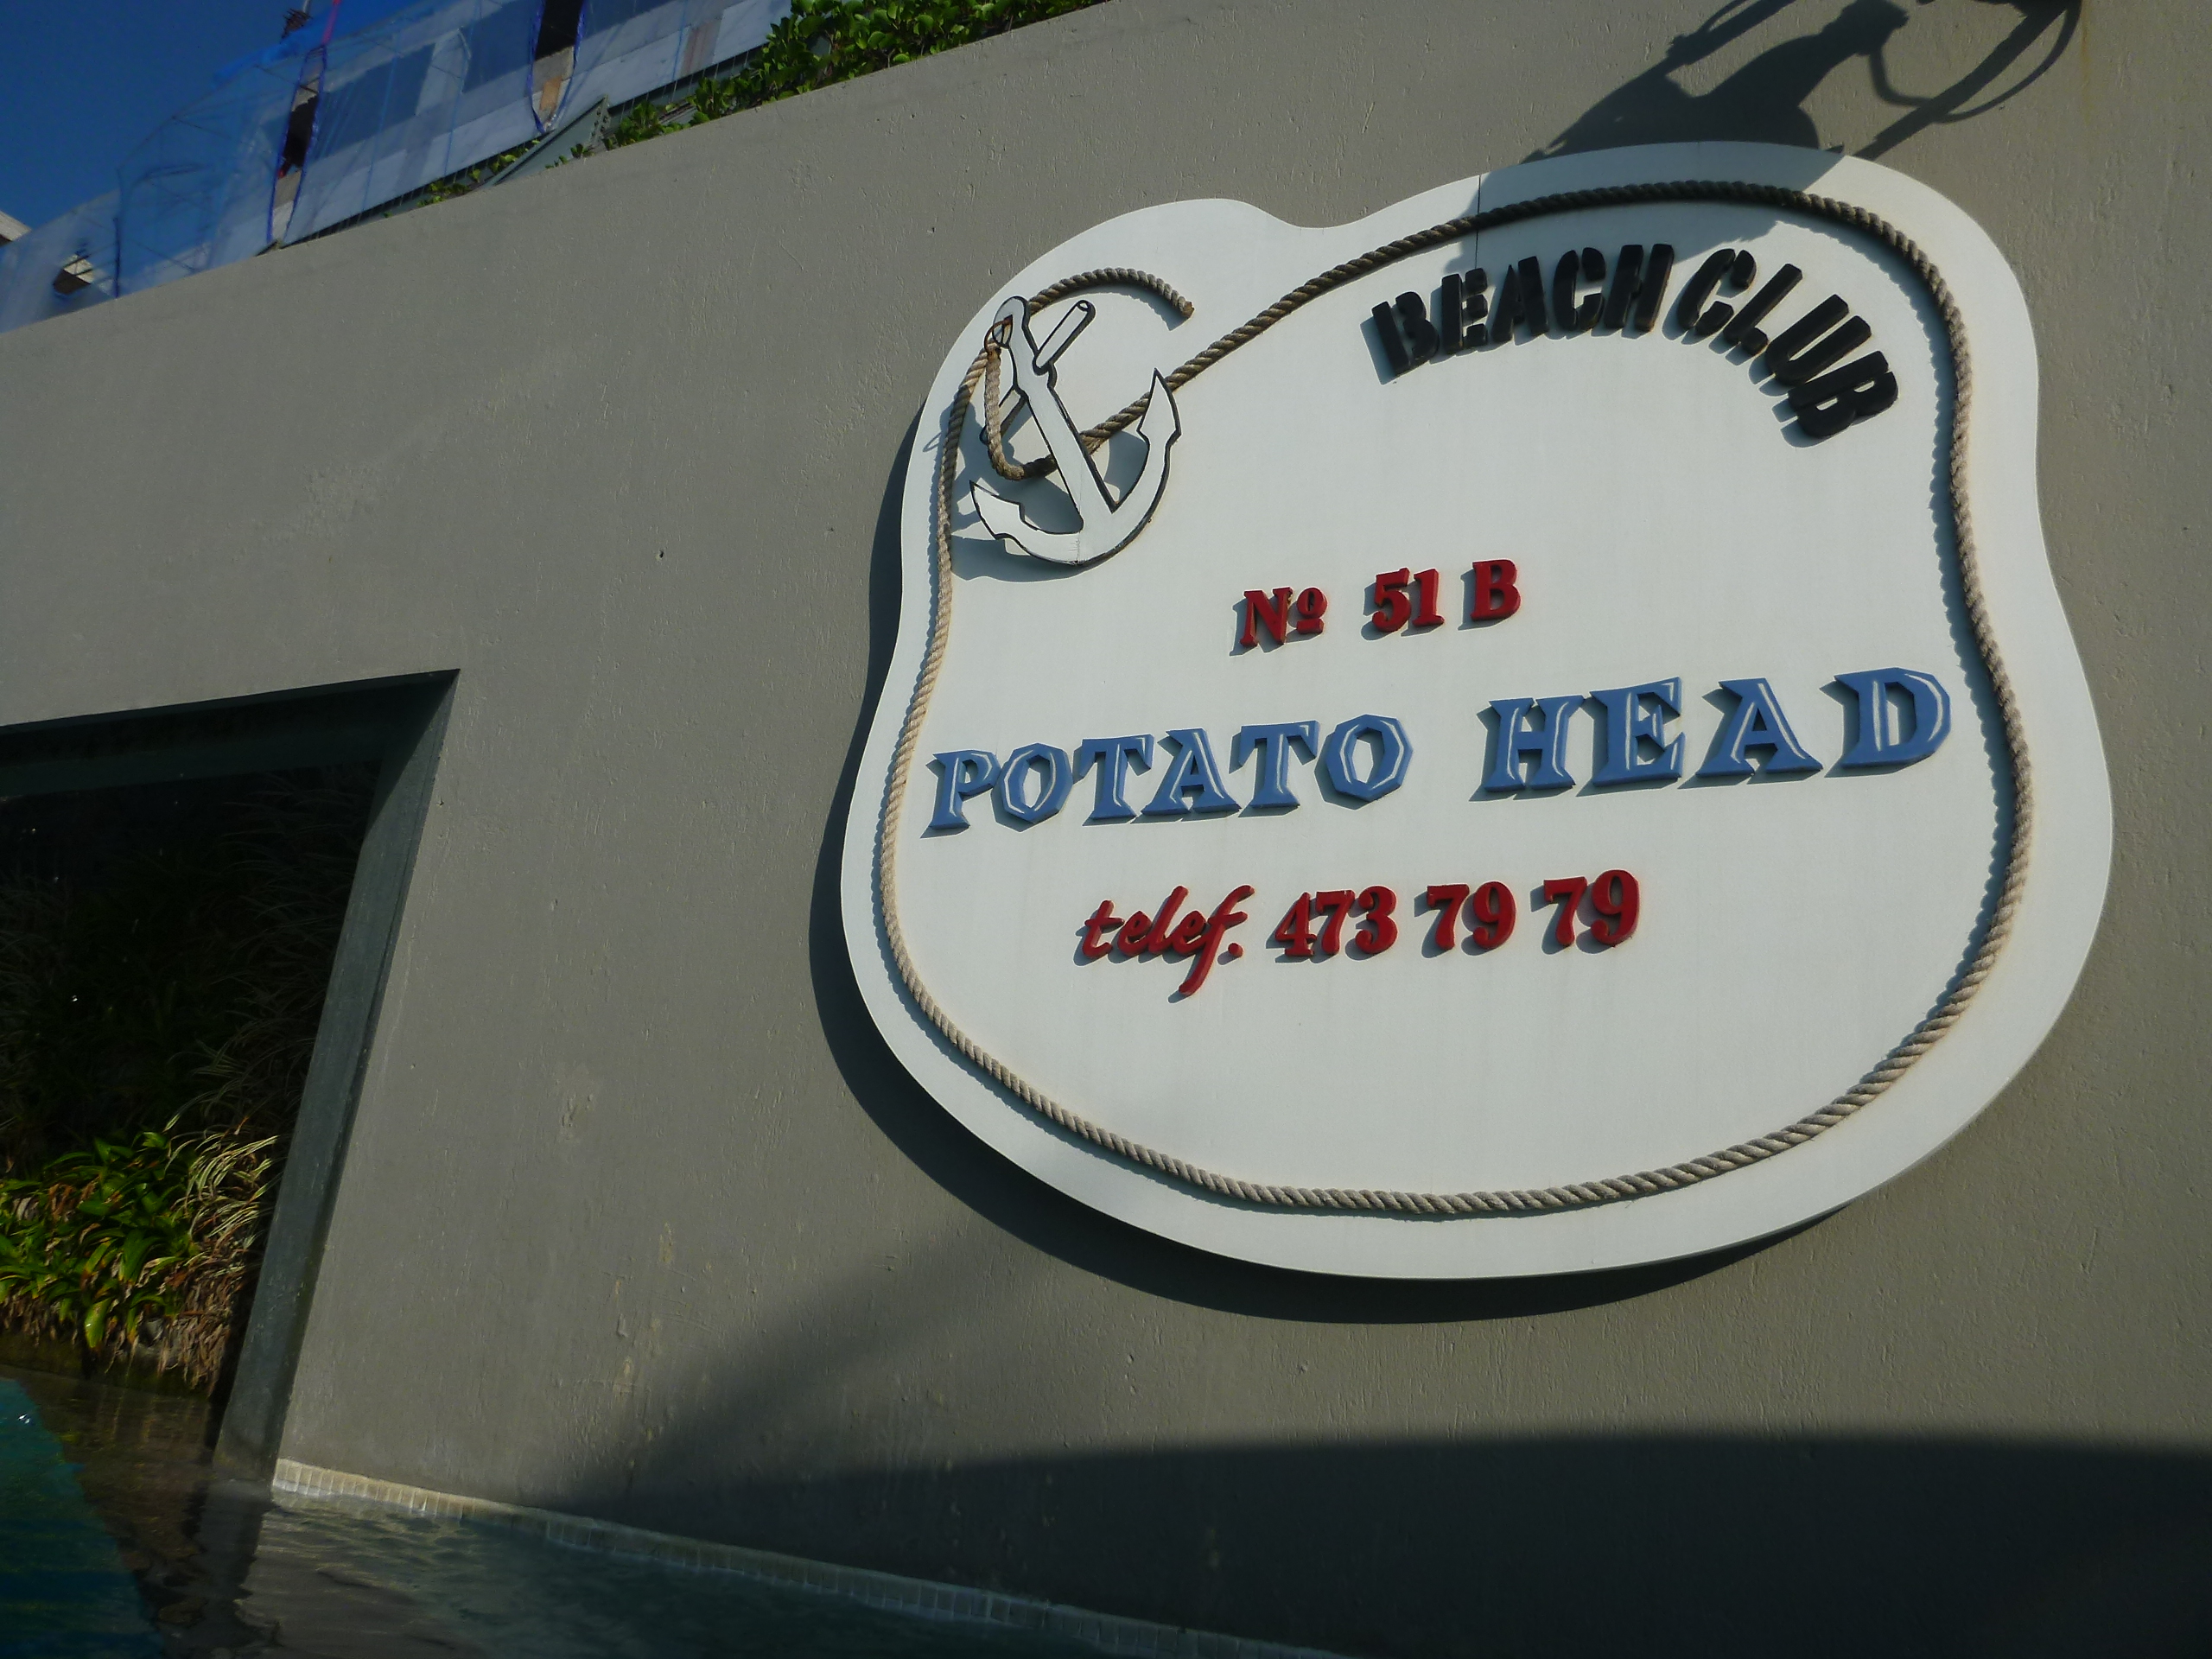 BEACH CLUB
Nº 51 B
POTATO HEAD
telef. 473 79 79